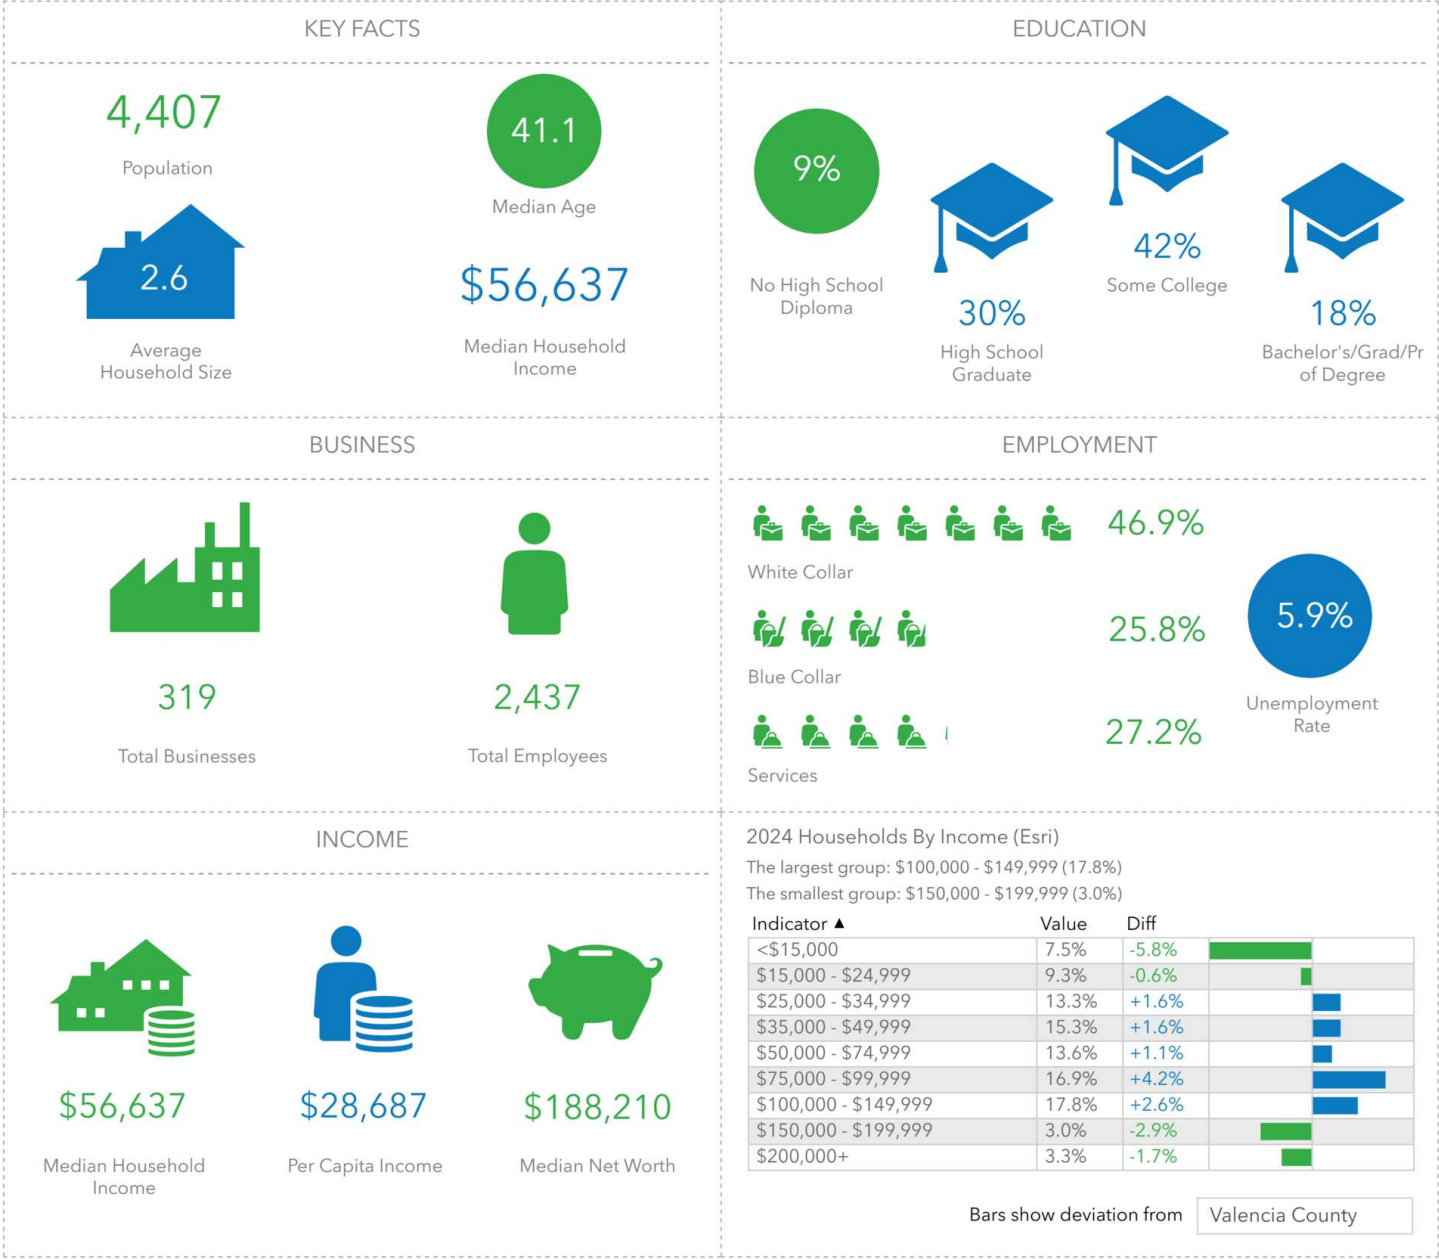 KEY FACTS
4,407
Population
41.1
Median Age
2.6
Average
Household Size
$56,637
Median Household
Income
EDUCATION
9%
No High School
Diploma
30%
High School
Graduate
42%
Some College
18%
Bachelor's/Grad/Pr
of Degree
BUSINESS
319
Total Businesses
2,437
Total Employees
EMPLOYMENT
46.9%
White Collar
25.8%
Blue Collar
27.2%
Services
5.9%
Unemployment
Rate
INCOME
$56,637
Median Household
Income
$28,687
Per Capita Income
$188,210
Median Net Worth
2024 Households By Income (Esri)
The largest group: $100,000 - $149,999 (17.8%)
The smallest group: $150,000 - $199,999 (3.0%)
Indicator ▲ Value Diff
<$15,000 7.5% -5.8%
$15,000 - $24,999 9.3% -0.6%
$25,000 - $34,999 13.3% +1.6%
$35,000 - $49,999 15.3% +1.6%
$50,000 - $74,999 13.6% +1.1%
$75,000 - $99,999 16.9% +4.2%
$100,000 - $149,999 17.8% +2.6%
$150,000 - $199,999 3.0% -2.9%
$200,000+ 3.3% -1.7%
Bars show deviation from Valencia County